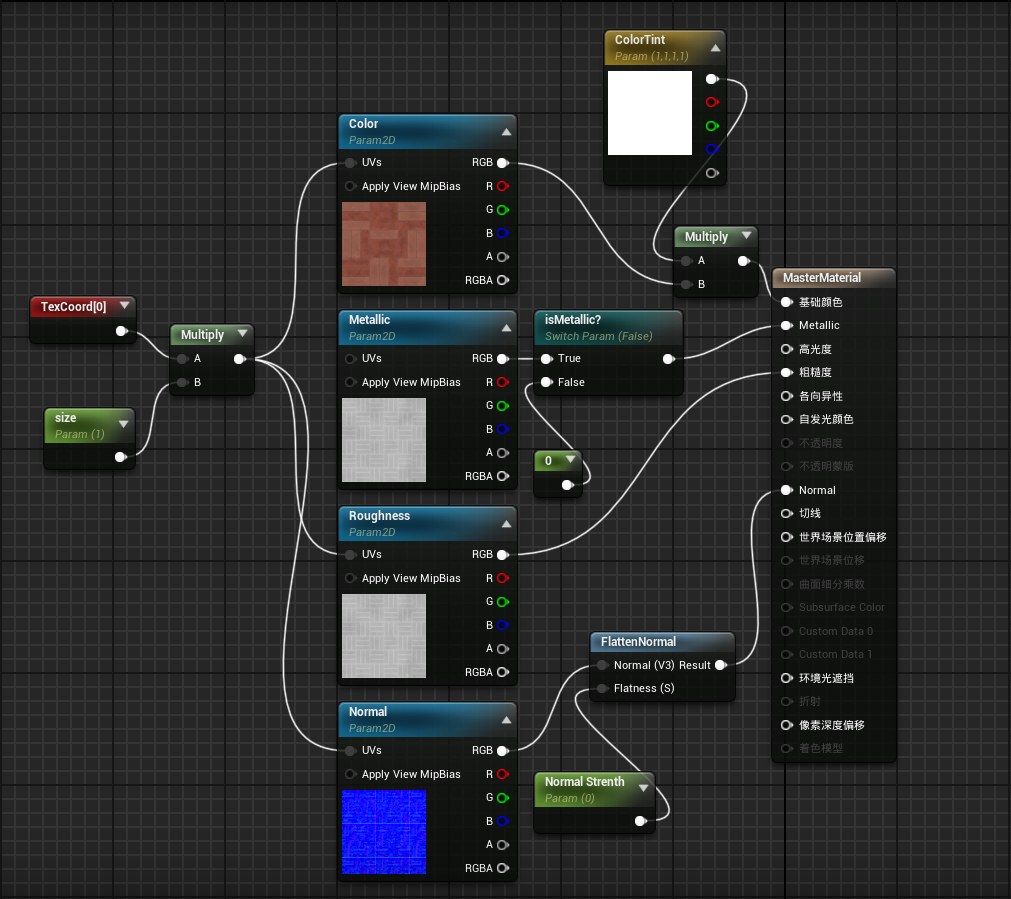 ColorTint
Param (1,1,1,1)
Color
Param2D
UVs
RGB
Apply View MipBias
R
G
B
A
RGBA
Multiply
A
B
TexCoord[0]
Multiply
A
B
size
Param (1)
Metallic
Param2D
UVs
RGB
Apply View MipBias
R
G
B
A
RGBA
isMetallic?
Switch Param (False)
True
False
0
Roughness
Param2D
UVs
RGB
Apply View MipBias
R
G
B
A
RGBA
Normal
Param2D
UVs
RGB
Apply View MipBias
R
G
B
A
RGBA
FlattenNormal
Normal (V3) Result
Flatness (S)
Normal Strenth
Param (0)
MasterMaterial
基础颜色
Metallic
高光度
粗糙度
各向异性
自发光颜色
不透明度
不透明蒙版
Normal
切线
世界场景位置偏移
世界场景位移
曲面细分乘数
Subsurface Color
Custom Data 0
Custom Data 1
环境光遮挡
折射
像素深度偏移
着色模型